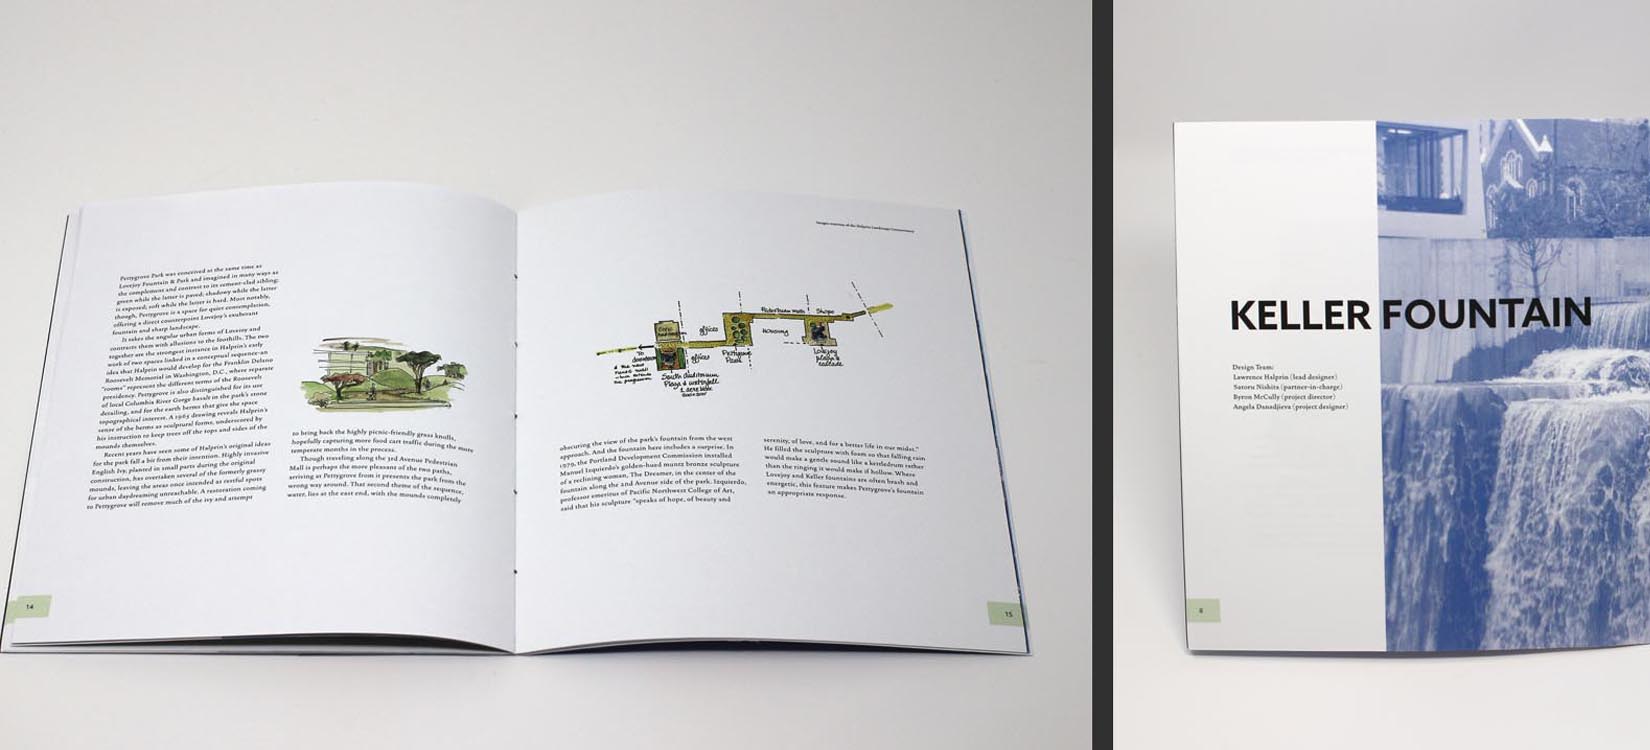 Pettygrove Park was conceived at the same time as
Lovejoy Fountain & Park and imagined in many ways as
the complement and contrast to its cement-clad sibling:
green while the latter is paved; shadowy while the latter
is exposed; soft while the latter is hard. Most notably,
though, Pettygrove is a space for quiet contemplation,
offering a direct counterpoint Lovejoy's exuberant
fountain and sharp landscape.
It takes the angular urban forms of Lovejoy and
contrasts them with allusions to the foothills. The two
together are the strongest instance in Halprin's early
work of two spaces linked in a conceptual sequence-an
idea that Halprin would develop for the Franklin Delano
Roosevelt Memorial in Washington, D.C., where separate
"rooms" represent the different terms of the Roosevelt
presidency. Pettygrove is also distinguished for its use
of local Columbia River Gorge basalt in the park's stone
detailing, and for the earth berms that give the space
topographical interest. A 1963 drawing reveals Halprin's
sense of the berms as sculptural forms, underscored by
his instruction to keep trees off the tops and sides of the
mounds themselves.
Recent years have seen some of Halprin's original ideas
for the park fall a bit from their intention. Highly invasive
English Ivy, planted in small parts during the original
construction, has overtaken several of the formerly grassy
mounds, leaving the areas once intended as restful spots
for urban daydreaming unreachable. A restoration coming
to Pettygrove will remove much of the ivy and attempt
to bring back the highly picnic-friendly grass knolls,
hopefully capturing more food cart traffic during the more
temperate months in the process.
Though traveling along the 3rd Avenue Pedestrian
Mall is perhaps the more pleasant of the two paths,
arriving at Pettygrove from it presents the park from the
wrong way around. That second theme of the sequence,
water, lies at the east end, with the mounds completely
14
offices
Pedestrian mall
Shops
Housing
To
downtown
offices
Pettygrove
Park
Lovejoy
plaza &
cascade
South Auditorium
Plaza & waterfall
obscuring the view of the park's fountain from the west
approach. And the fountain here includes a surprise. In
1979, the Portland Development Commission installed
Manuel Izquierdo's golden-hued muntz bronze sculpture
of a reclining woman, The Dreamer, in the center of the
fountain along the 2nd Avenue side of the park. Izquierdo,
professor emeritus of Pacific Northwest College of Art,
said that his sculpture "speaks of hope, of beauty and
serenity, of love, and for a better life in our midst."
He filled the sculpture with foam so that falling rain
would make a gentle sound like a kettledrum rather
than the ringing it would make if hollow. Where
Lovejoy and Keller fountains are often brash and
energetic, this feature makes Pettygrove's fountain
an appropriate response.
15
KELLER FOUNTAIN
Design Team:
Lawrence Halprin (lead designer)
Satoru Nishita (partner-in-charge)
Byron McCully (project director)
Angela Danadjieva (project designer)
8